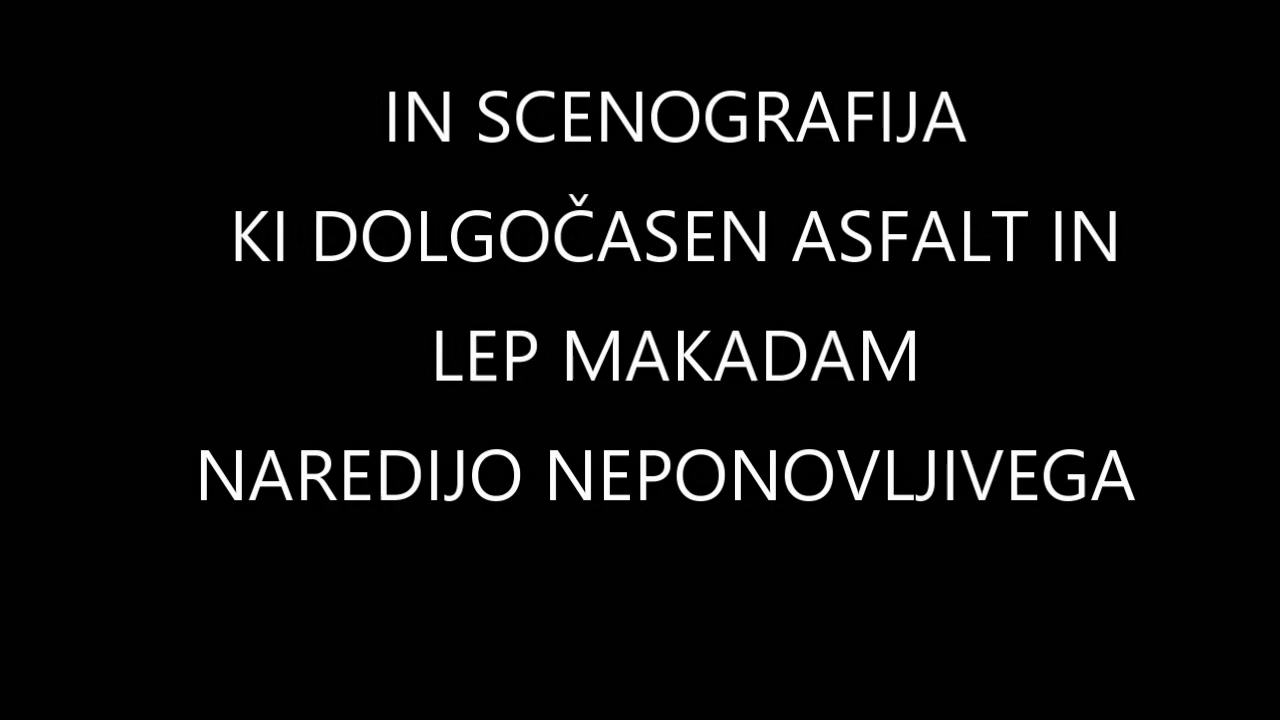 IN SCENOGRAFIJA
KI DOLGOČASEN ASFALT IN
LEP MAKADAM
NAREDIJO NEPONOVLJIVEGA